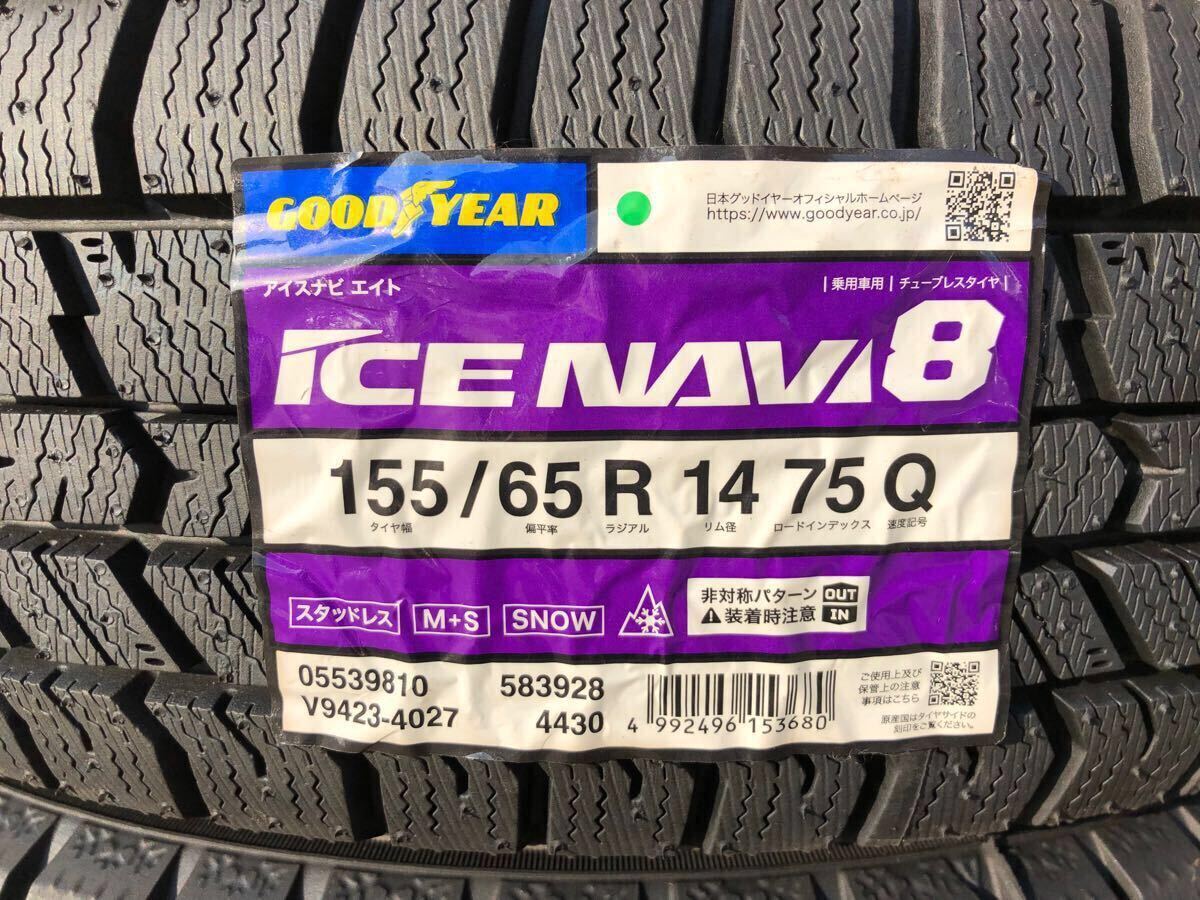 GOODYEAR
日本グッドイヤーオフィシャルホームページ
https://www.goodyear.co.jp/
アイスナビ エイト
|乗用車用| チューブレスタイヤ|
ICE NAVI 8
155/65 R 14 75 Q
タイヤ幅 偏平率 ラジアル リム径 ロードインデックス 速度記号
スタッドレス M+S SNOW
非対称パターン OUT
装着時注意 IN
05539810 583928
V9423-4027 4430
4 992496 153680
ご使用上及び
保管上の注意
事項はこちら
原産国はタイヤサイドの
刻印をご覧ください。